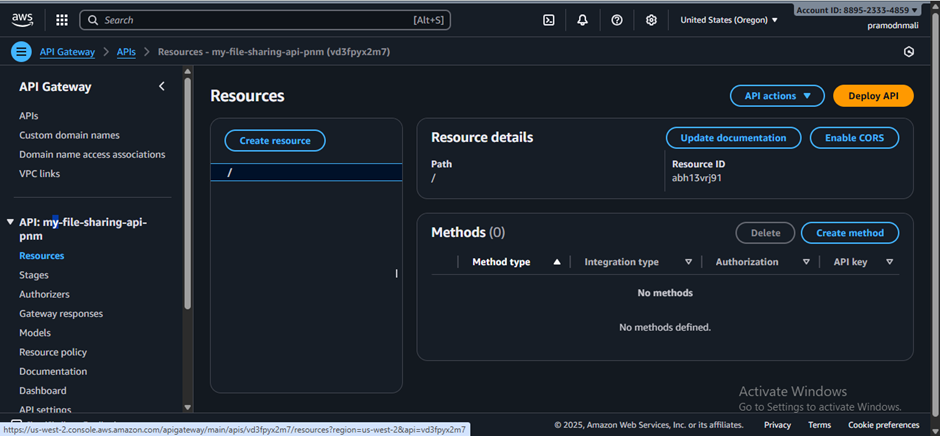 aws
Search [Alt+S]
United States (Oregon)
Account ID: 8895-2333-4859
pramodnmali
API Gateway > APIs > Resources - my-file-sharing-api-pnm (vd3fpyx2m7)
API Gateway
APIs
Custom domain names
Domain name access associations
VPC links
API: my-file-sharing-api-
pnm
Resources
Stages
Authorizers
Gateway responses
Models
Resource policy
Documentation
Dashboard
API settings
Resources
API actions
Deploy API
Create resource
/
Resource details
Update documentation
Enable CORS
Path
/
Resource ID
abh13vrj91
Methods (0)
Delete
Create method
Method type
Integration type
Authorization
API key
No methods
No methods defined.
Activate Windows
Go to Settings to activate Windows.
https://us-west-2.console.aws.amazon.com/apigateway/main/apis/vd3fpyx2m7/resources?region=us-west-2&api=vd3fpyx2m7
© 2025, Amazon Web Services, Inc. or its affiliates.
Privacy
Terms
Cookie preferences